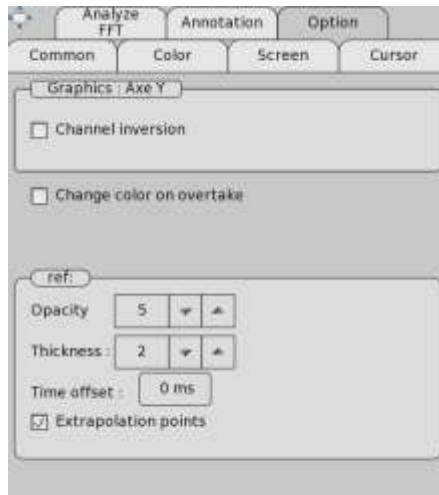 Analyze FFT
Annotation
Option
Common
Color
Screen
Cursor
Graphics : Axe Y
Channel inversion
Change color on overtake
ref:
Opacity 5
Thickness : 2
Time offset : 0 ms
Extrapolation points